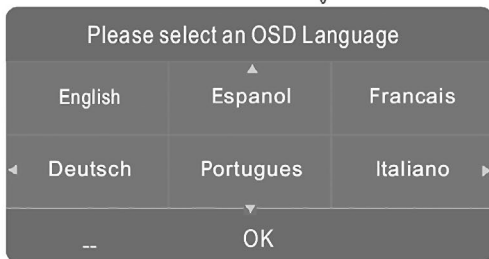 Please select an OSD Language
English Espanol Francais
Deutsch Portugues Italiano
-- OK